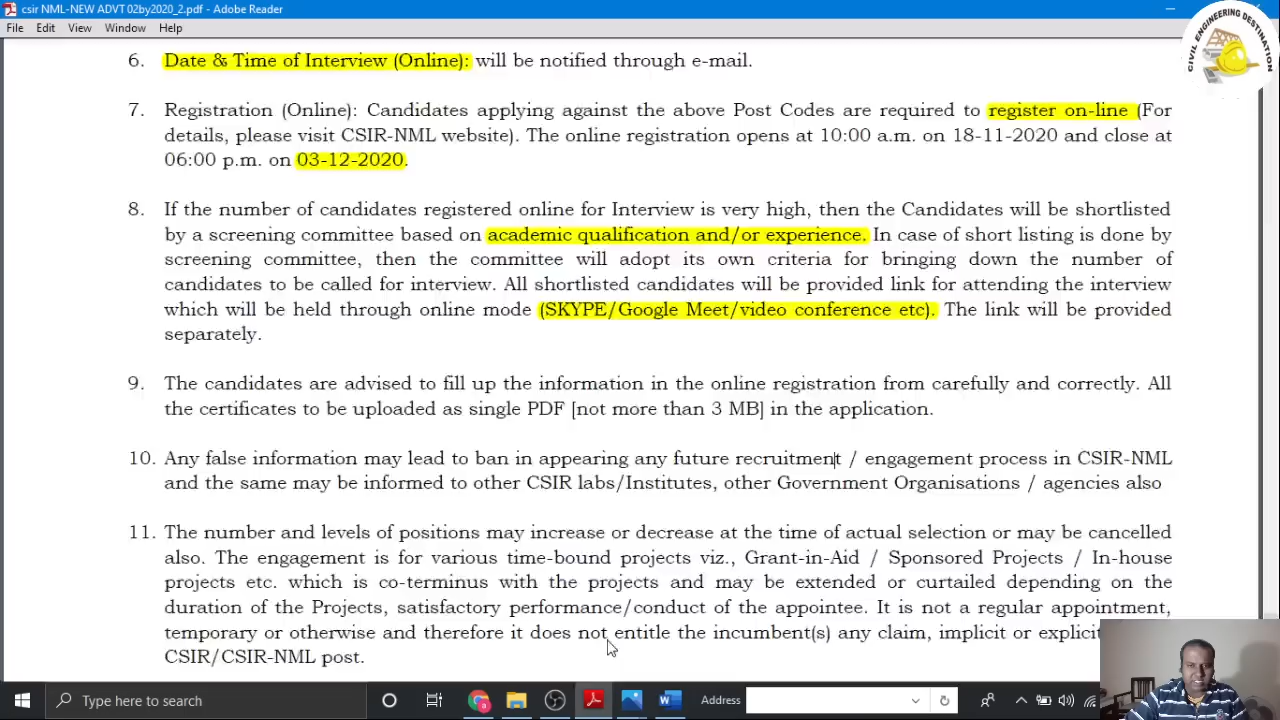 csir NML-NEW ADVT 02by2020_2.pdf - Adobe Reader
File Edit View Window Help
CIVIL ENGINEERING DESTINATION
6. Date & Time of Interview (Online): will be notified through e-mail.
7. Registration (Online): Candidates applying against the above Post Codes are required to register on-line (For
details, please visit CSIR-NML website). The online registration opens at 10:00 a.m. on 18-11-2020 and close at
06:00 p.m. on 03-12-2020.
8. If the number of candidates registered online for Interview is very high, then the Candidates will be shortlisted
by a screening committee based on academic qualification and/or experience. In case of short listing is done by
screening committee, then the committee will adopt its own criteria for bringing down the number of
candidates to be called for interview. All shortlisted candidates will be provided link for attending the interview
which will be held through online mode (SKYPE/Google Meet/video conference etc). The link will be provided
separately.
9. The candidates are advised to fill up the information in the online registration from carefully and correctly. All
the certificates to be uploaded as single PDF [not more than 3 MB] in the application.
10. Any false information may lead to ban in appearing any future recruitment / engagement process in CSIR-NML
and the same may be informed to other CSIR labs/Institutes, other Government Organisations / agencies also
11. The number and levels of positions may increase or decrease at the time of actual selection or may be cancelled
also. The engagement is for various time-bound projects viz., Grant-in-Aid / Sponsored Projects / In-house
projects etc. which is co-terminus with the projects and may be extended or curtailed depending on the
duration of the Projects, satisfactory performance/conduct of the appointee. It is not a regular appointment,
temporary or otherwise and therefore it does not entitle the incumbent(s) any claim, implicit or explicit
CSIR/CSIR-NML post.
Type here to search
Address